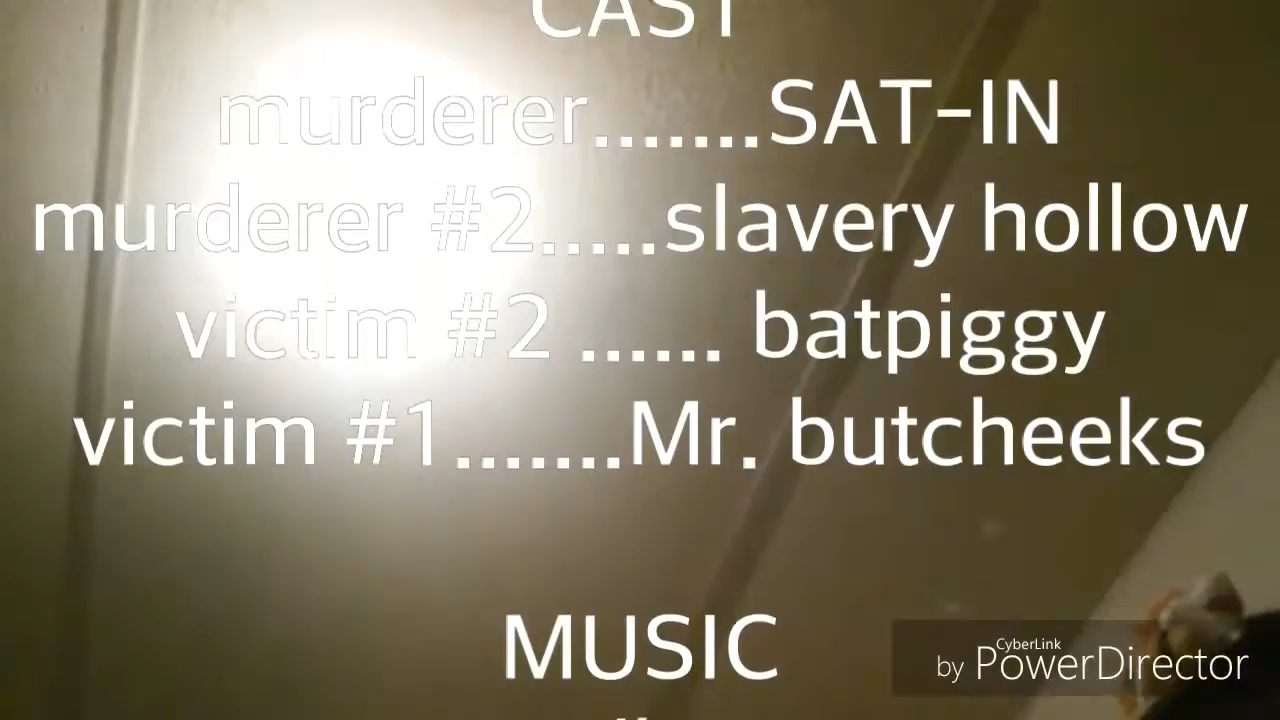 CAST
murderer.......SAT-IN
murderer #2.....slavery hollow
victim #2 ...... batpiggy
victim #1.......Mr. butcheeks
MUSIC
CyberLink
by PowerDirector